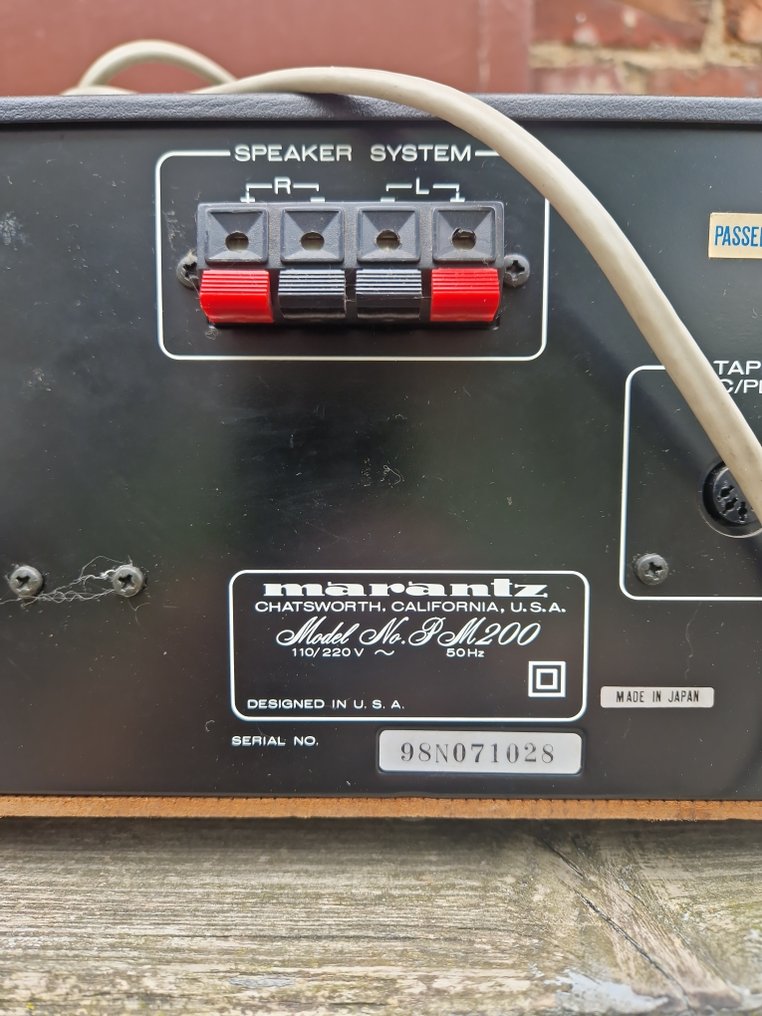 SPEAKER SYSTEM
R L
PASSE
TAP
C/P
marantz
CHATSWORTH, CALIFORNIA, U.S.A.
Model No. PM200
110/220V ~ 50Hz
DESIGNED IN U. S. A.
MADE IN JAPAN
SERIAL NO. 98N071028